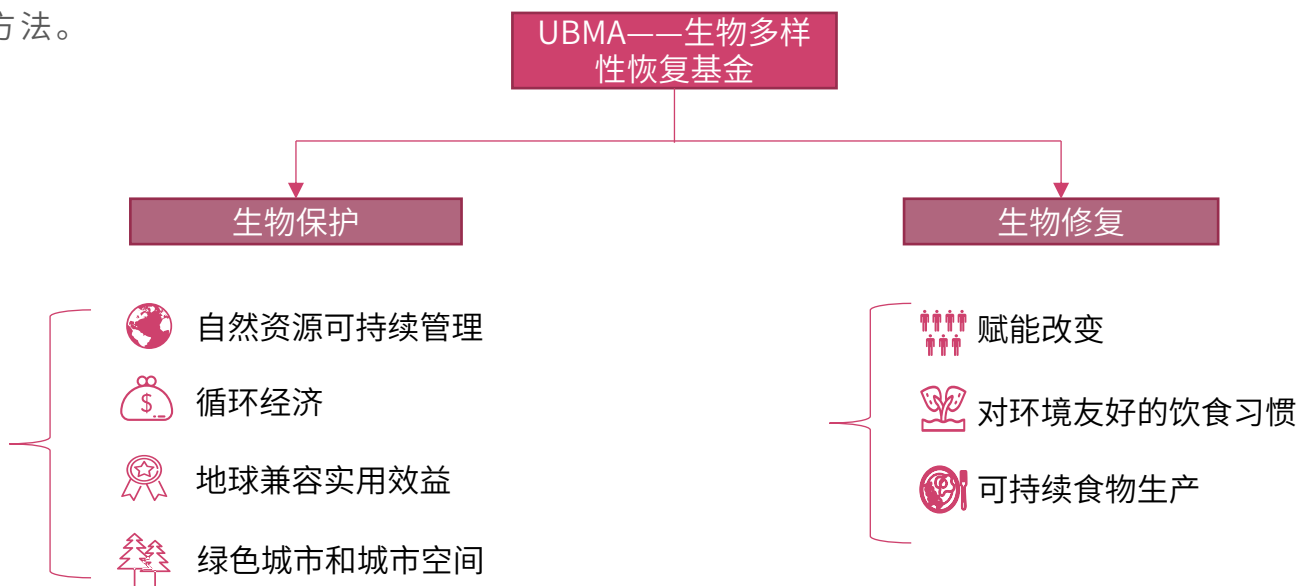 方法。
UBMA——生物多样
性恢复基金
生物保护
生物修复
自然资源可持续管理
循环经济
$
地球兼容实用效益
绿色城市和城市空间
赋能改变
对环境友好的饮食习惯
可持续食物生产